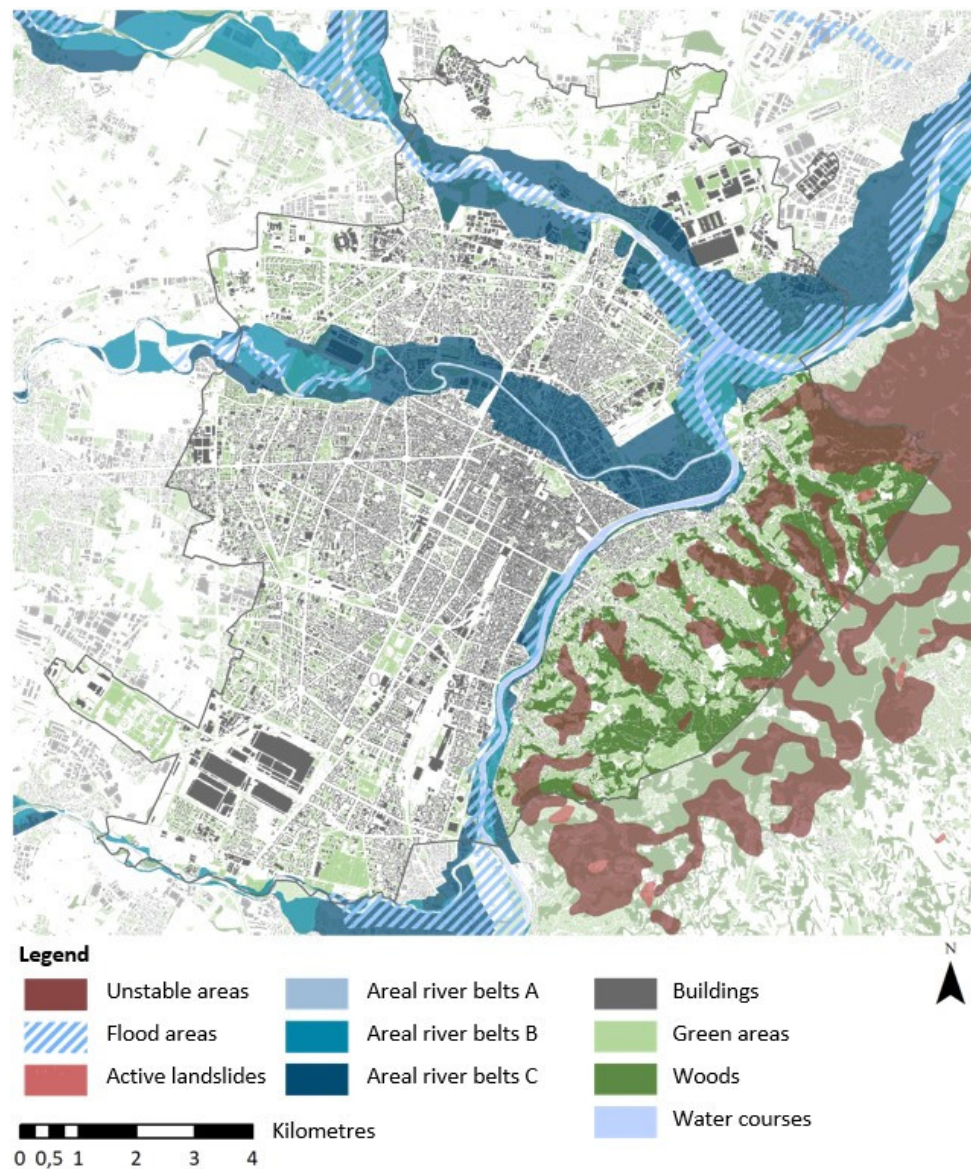 Legend
N
Unstable areas
Areal river belts A
Buildings
Flood areas
Areal river belts B
Green areas
Active landslides
Areal river belts C
Woods
Water courses
Kilometres
0 0,5 1 2 3 4